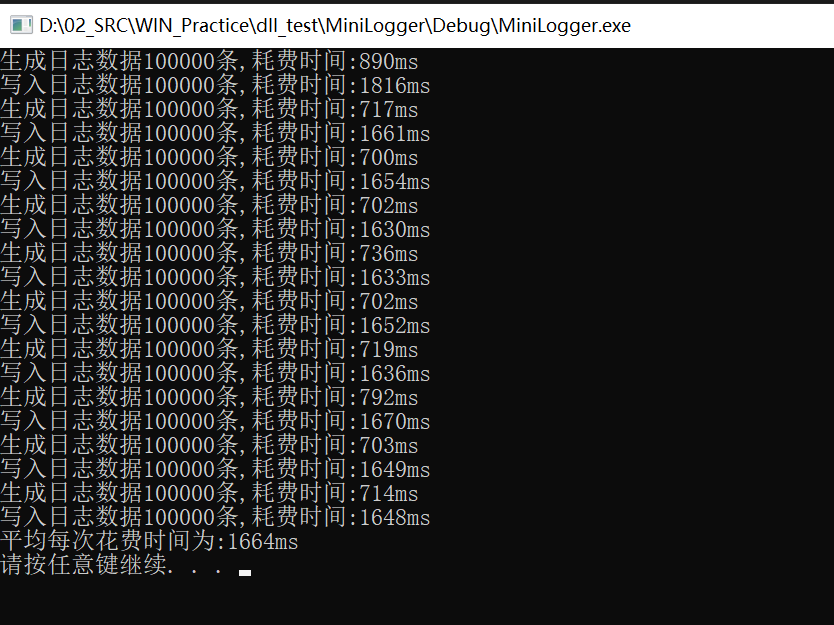 D:\02_SRC\WIN_Practice\dll_test\MiniLogger\Debug\MiniLogger.exe
生成日志数据100000条,耗费时间:890ms
写入日志数据100000条,耗费时间:1816ms
生成日志数据100000条,耗费时间:717ms
写入日志数据100000条,耗费时间:1661ms
生成日志数据100000条,耗费时间:700ms
写入日志数据100000条,耗费时间:1654ms
生成日志数据100000条,耗费时间:702ms
写入日志数据100000条,耗费时间:1630ms
生成日志数据100000条,耗费时间:736ms
写入日志数据100000条,耗费时间:1633ms
生成日志数据100000条,耗费时间:702ms
写入日志数据100000条,耗费时间:1652ms
生成日志数据100000条,耗费时间:719ms
写入日志数据100000条,耗费时间:1636ms
生成日志数据100000条,耗费时间:792ms
写入日志数据100000条,耗费时间:1670ms
生成日志数据100000条,耗费时间:703ms
写入日志数据100000条,耗费时间:1649ms
生成日志数据100000条,耗费时间:714ms
写入日志数据100000条,耗费时间:1648ms
平均每次花费时间为:1664ms
请按任意键继续. . .